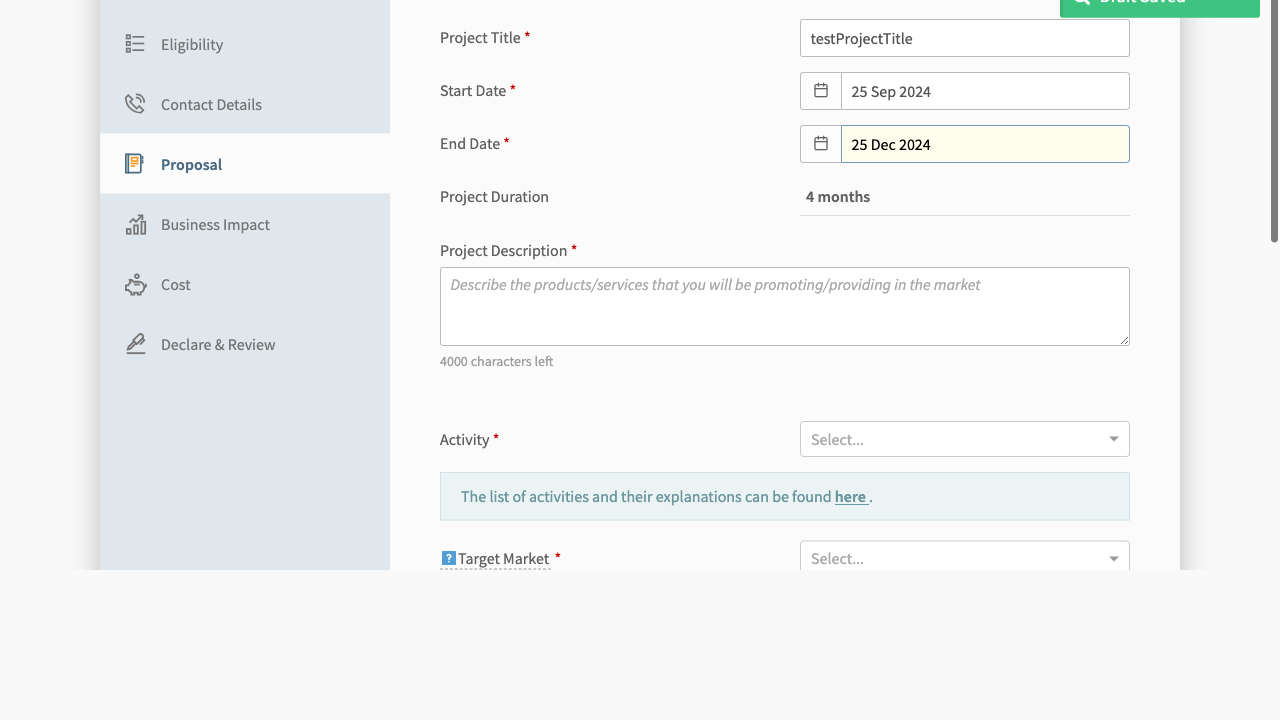 Draft Saved
Eligibility
Contact Details
Proposal
Business Impact
Cost
Declare & Review
Project Title *
testProjectTitle
Start Date *
25 Sep 2024
End Date *
25 Dec 2024
Project Duration
4 months
Project Description *
Describe the products/services that you will be promoting/providing in the market
4000 characters left
Activity *
Select...
The list of activities and their explanations can be found here .
? Target Market *
Select...